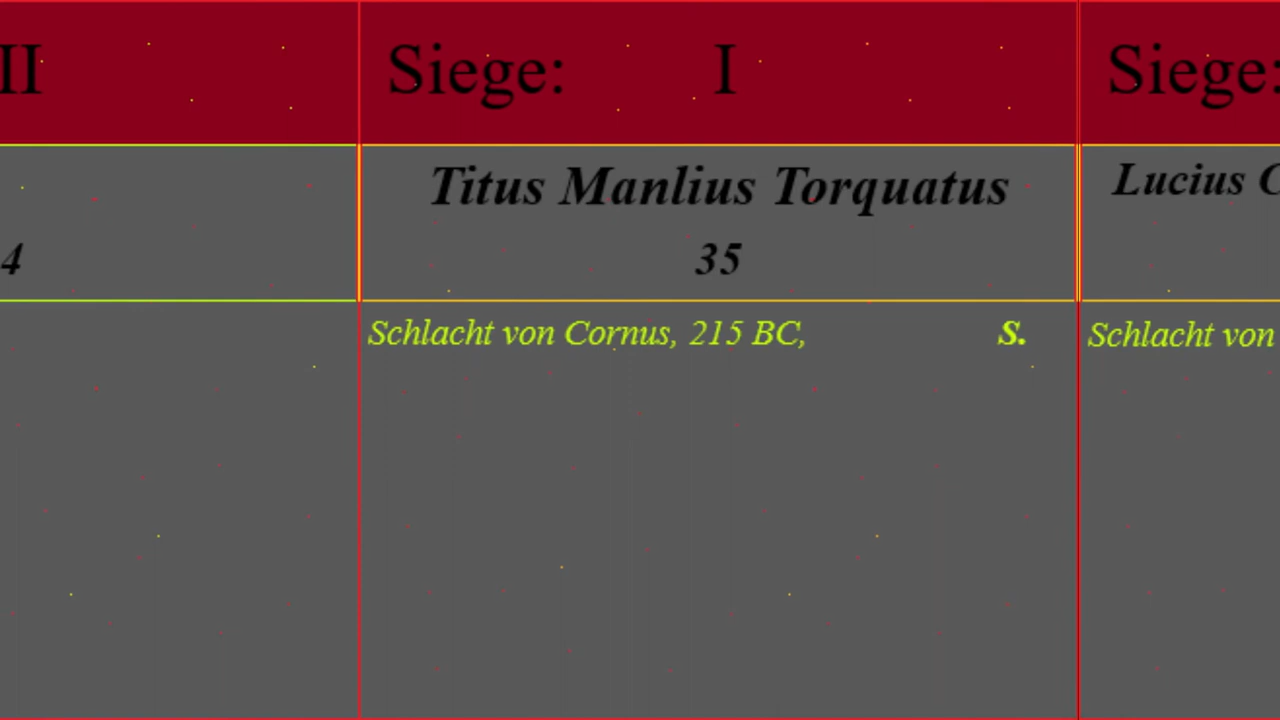 II
Siege: I
Siege:
4
Titus Manlius Torquatus
35
Lucius
Schlacht von Cornus, 215 BC, S.
Schlacht von